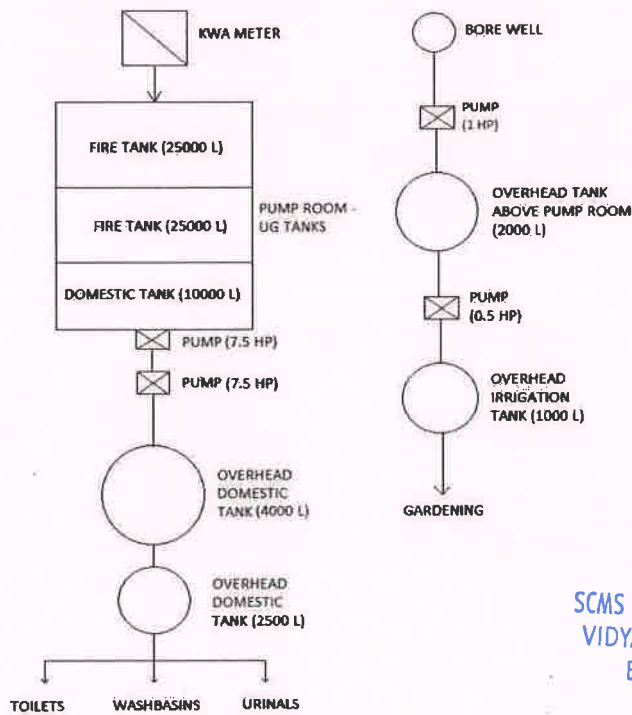 KWA METER
FIRE TANK (25000 L)
FIRE TANK (25000 L)
PUMP ROOM -
UG TANKS
DOMESTIC TANK (10000 L)
PUMP (7.5 HP)
PUMP (7.5 HP)
OVERHEAD
DOMESTIC
TANK (4000 L)
OVERHEAD
DOMESTIC
TANK (2500 L)
TOILETS
WASHBASINS
URINALS
BORE WELL
PUMP
(1 HP)
OVERHEAD TANK
ABOVE PUMP ROOM
(2000 L)
PUMP
(0.5 HP)
OVERHEAD
IRRIGATION
TANK (1000 L)
GARDENING
SCMS